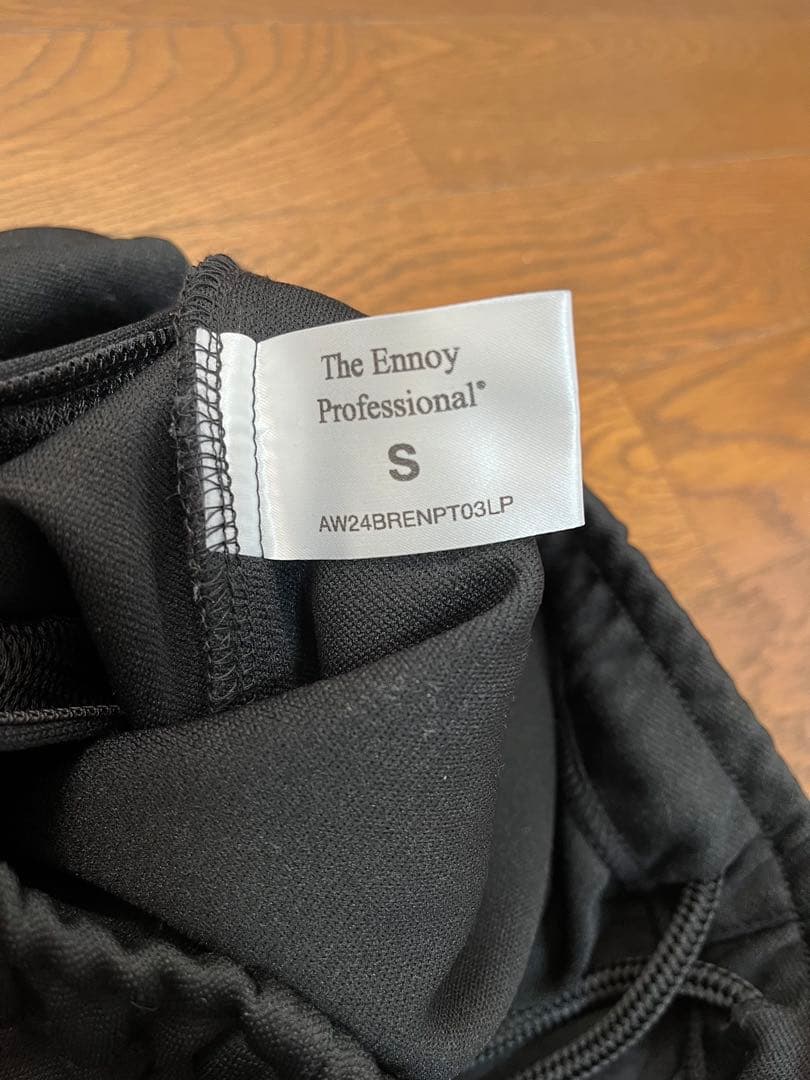 The Ennoy
Professional®
S
AW24BRENPT03LP